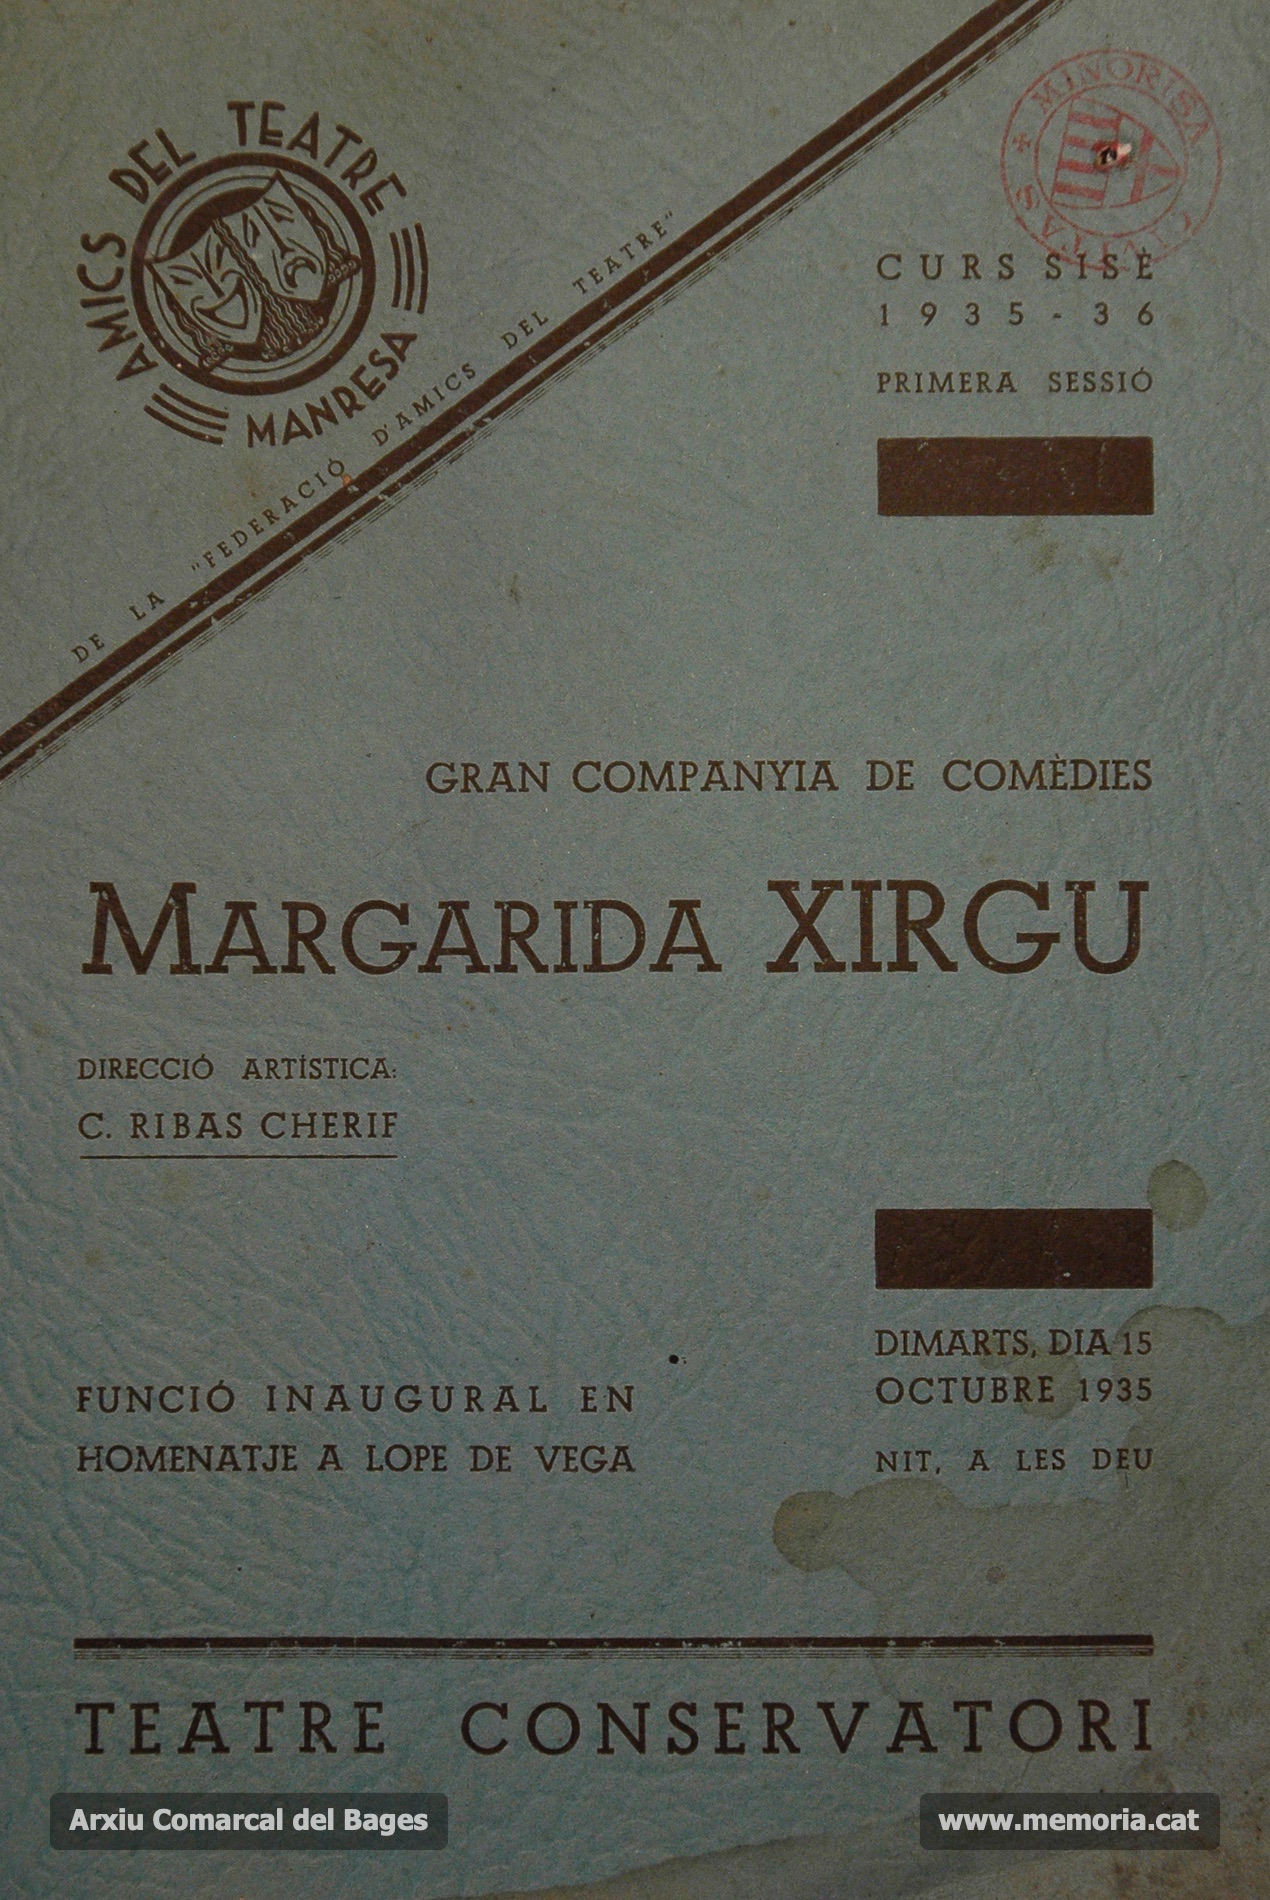 AMICS DEL TEATRE
MANRESA
DE LA "FEDERACIÓ D'AMICS DEL TEATRE"
MINORISA CIVITAS
CURS SISÈ
1935-36
PRIMERA SESSIÓ
GRAN COMPANYIA DE COMÈDIES
MARGARIDA XIRGU
DIRECCIÓ ARTÍSTICA:
C. RIBAS CHERIF
FUNCIÓ INAUGURAL EN
HOMENATJE A LOPE DE VEGA
DIMARTS, DIA 15
OCTUBRE 1935
NIT, A LES DEU
TEATRE CONSERVATORI
Arxiu Comarcal del Bages
www.memoria.cat